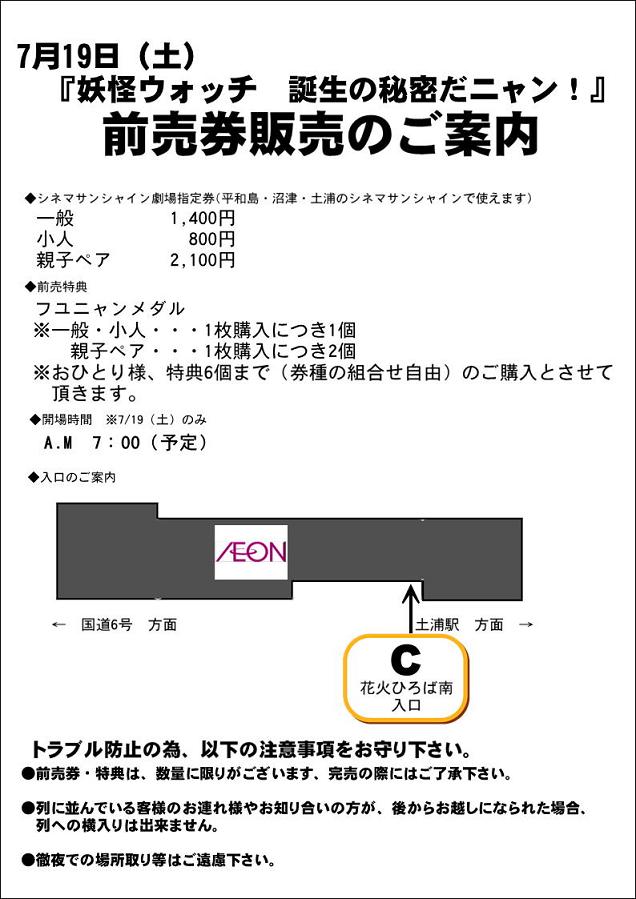 7月19日（土）
『妖怪ウォッチ　誕生の秘密だニャン！』
前売券販売のご案内
◆シネマサンシャイン劇場指定券(平和島・沼津・土浦のシネマサンシャインで使えます)
一般　1,400円
小人　800円
親子ペア　2,100円
◆前売特典
フユニャンメダル
※一般・小人・・・1枚購入につき1個
親子ペア・・・1枚購入につき2個
※おひとり様、特典6個まで（券種の組合せ自由）のご購入とさせて
頂きます。
◆開場時間　※7/19（土）のみ
A.M　7：00（予定）
◆入口のご案内
ÆON
←　国道6号　方面
土浦駅　方面　→
C
花火ひろば南
入口
トラブル防止の為、以下の注意事項をお守り下さい。
●前売券・特典は、数量に限りがございます、完売の際にはご了承下さい。
●列に並んでいる客様のお連れ様やお知り合いの方が、後からお越しになられた場合、
列への横入りは出来ません。
●徹夜での場所取り等はご遠慮下さい。